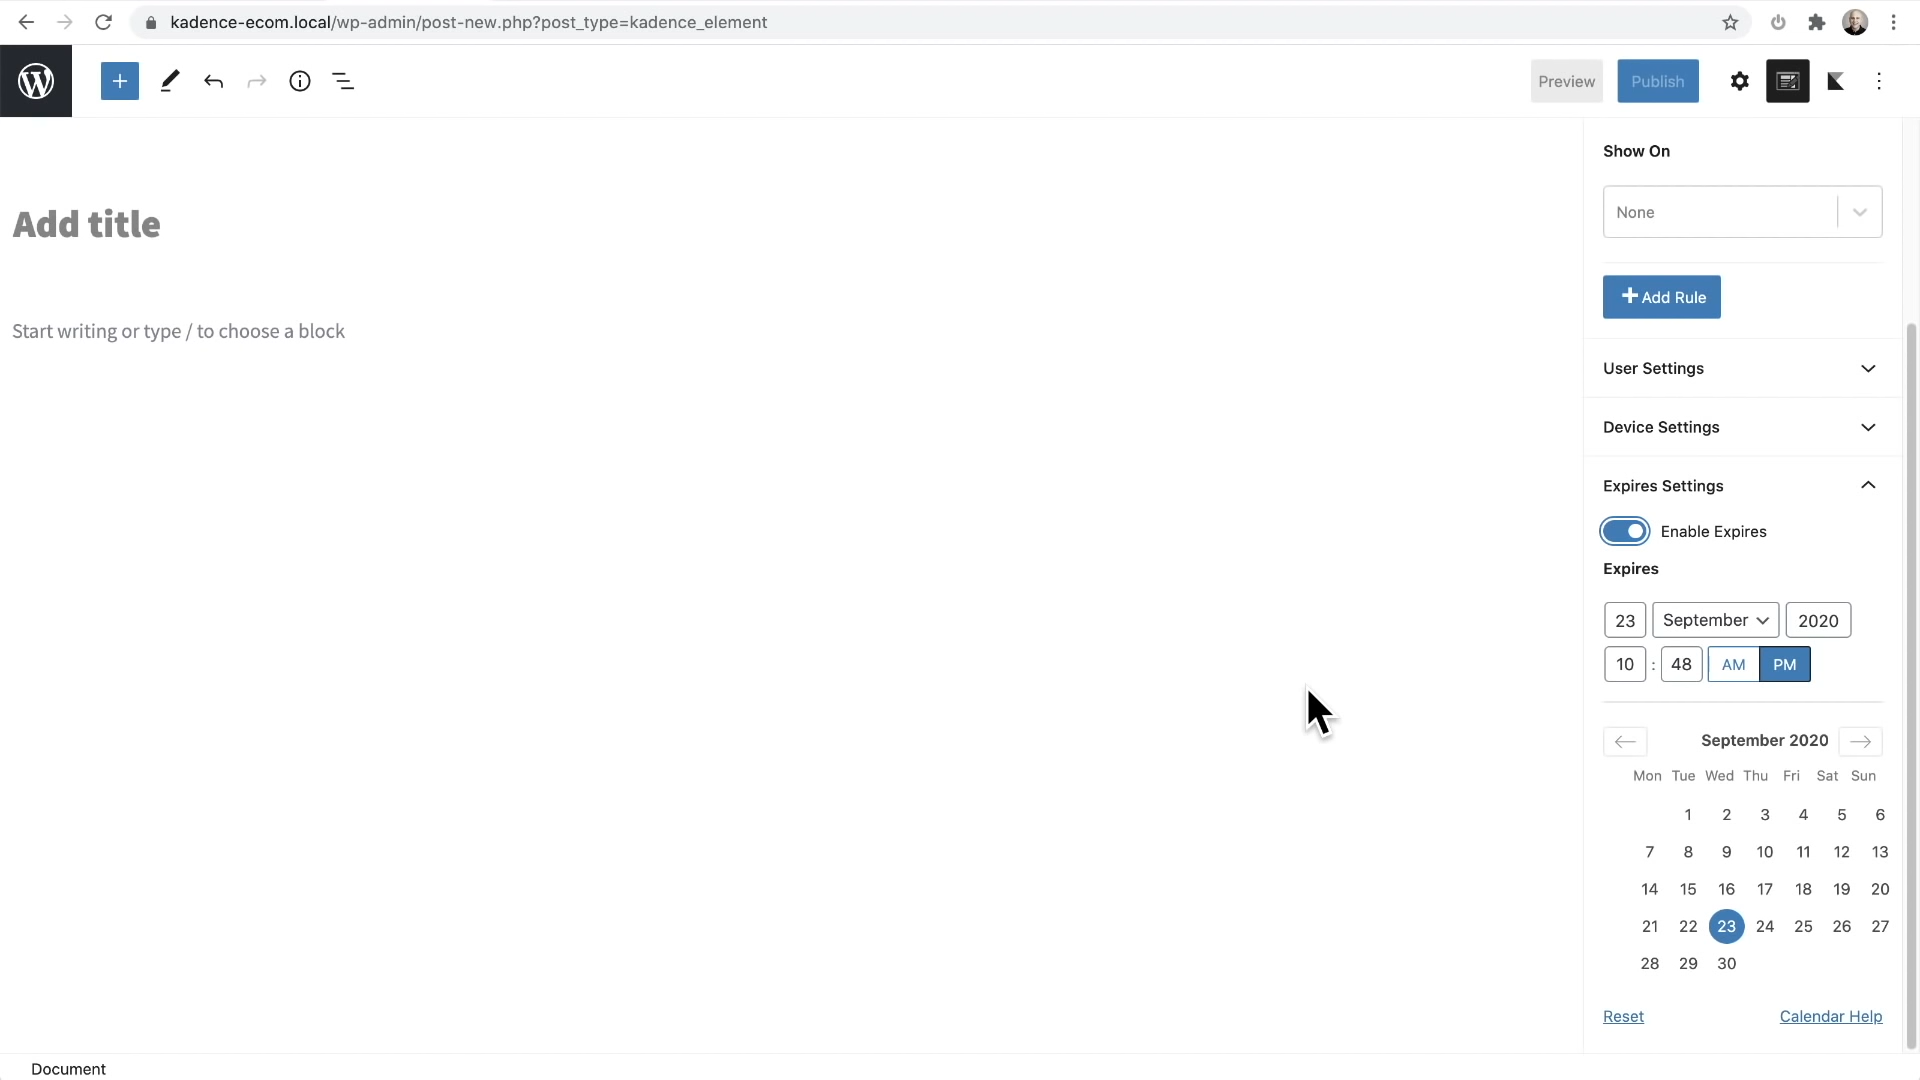 kadence-ecom.local/wp-admin/post-new.php?post_type=kadence_element
Preview
Publish
Show On
Add title
None
Add Rule
Start writing or type / to choose a block
User Settings
Device Settings
Expires Settings
Enable Expires
Expires
23 September 2020
10 : 48 AM PM
September 2020
Mon Tue Wed Thu Fri Sat Sun
1 2 3 4 5 6
7 8 9 10 11 12 13
14 15 16 17 18 19 20
21 22 23 24 25 26 27
28 29 30
Reset Calendar Help
Document